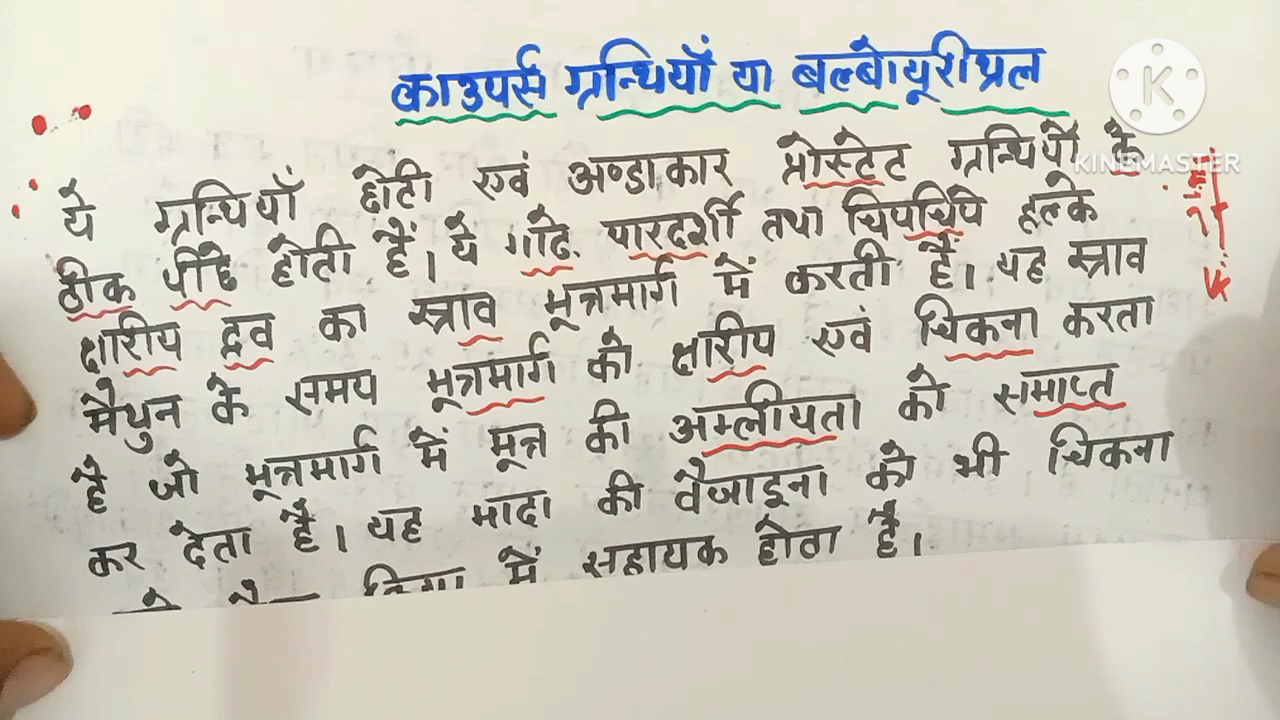 काउपर्स ग्रन्थियाँ या बल्बोयूरीथ्रल
K
KINEMASTER
ये ग्रन्थियाँ छोटी एवं अण्डाकार प्रोस्टेट ग्रन्थियों के
ठीक पीछे होती हैं। ये गाढे. पारदर्शी तथा चिपचिपे हल्के
क्षारीय द्रव का स्त्राव मूत्रमार्ग में करती हैं। यह स्त्राव
मैथुन के समय मूत्रमार्ग को क्षारीय एवं चिकना करता
है जो मूत्रमार्ग में मूत्र की अम्लीयता को समाप्त
कर देता है। यह मादा की वैजाइना को भी चिकना
में सहायक होता है।